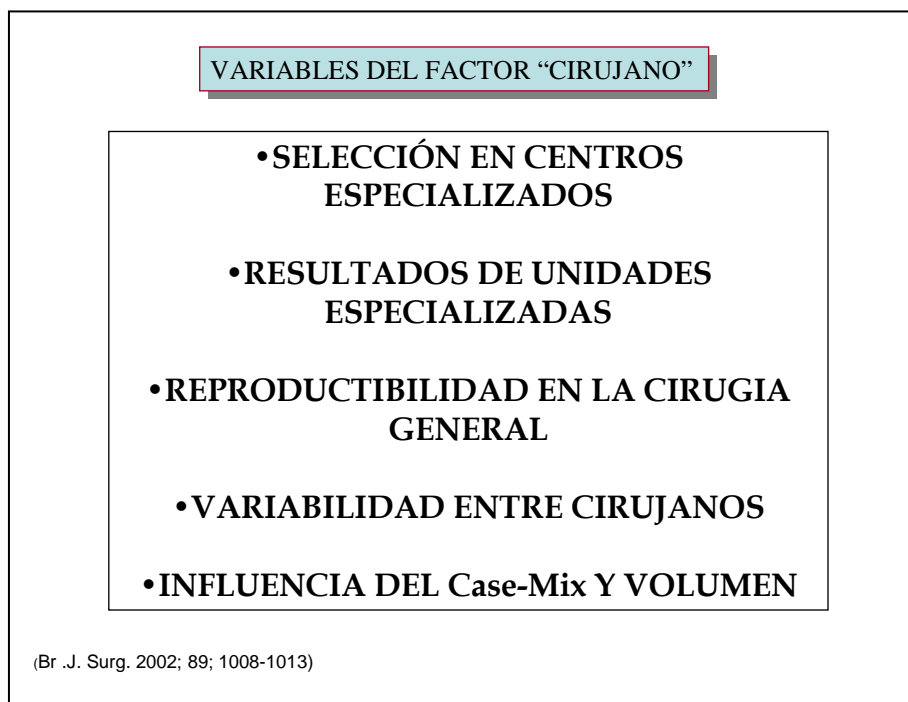 VARIABLES DEL FACTOR “CIRUJANO”
•SELECCIÓN EN CENTROS
ESPECIALIZADOS
•RESULTADOS DE UNIDADES
ESPECIALIZADAS
•REPRODUCTIBILIDAD EN LA CIRUGIA
GENERAL
•VARIABILIDAD ENTRE CIRUJANOS
•INFLUENCIA DEL Case-Mix Y VOLUMEN
(Br .J. Surg. 2002; 89; 1008-1013)